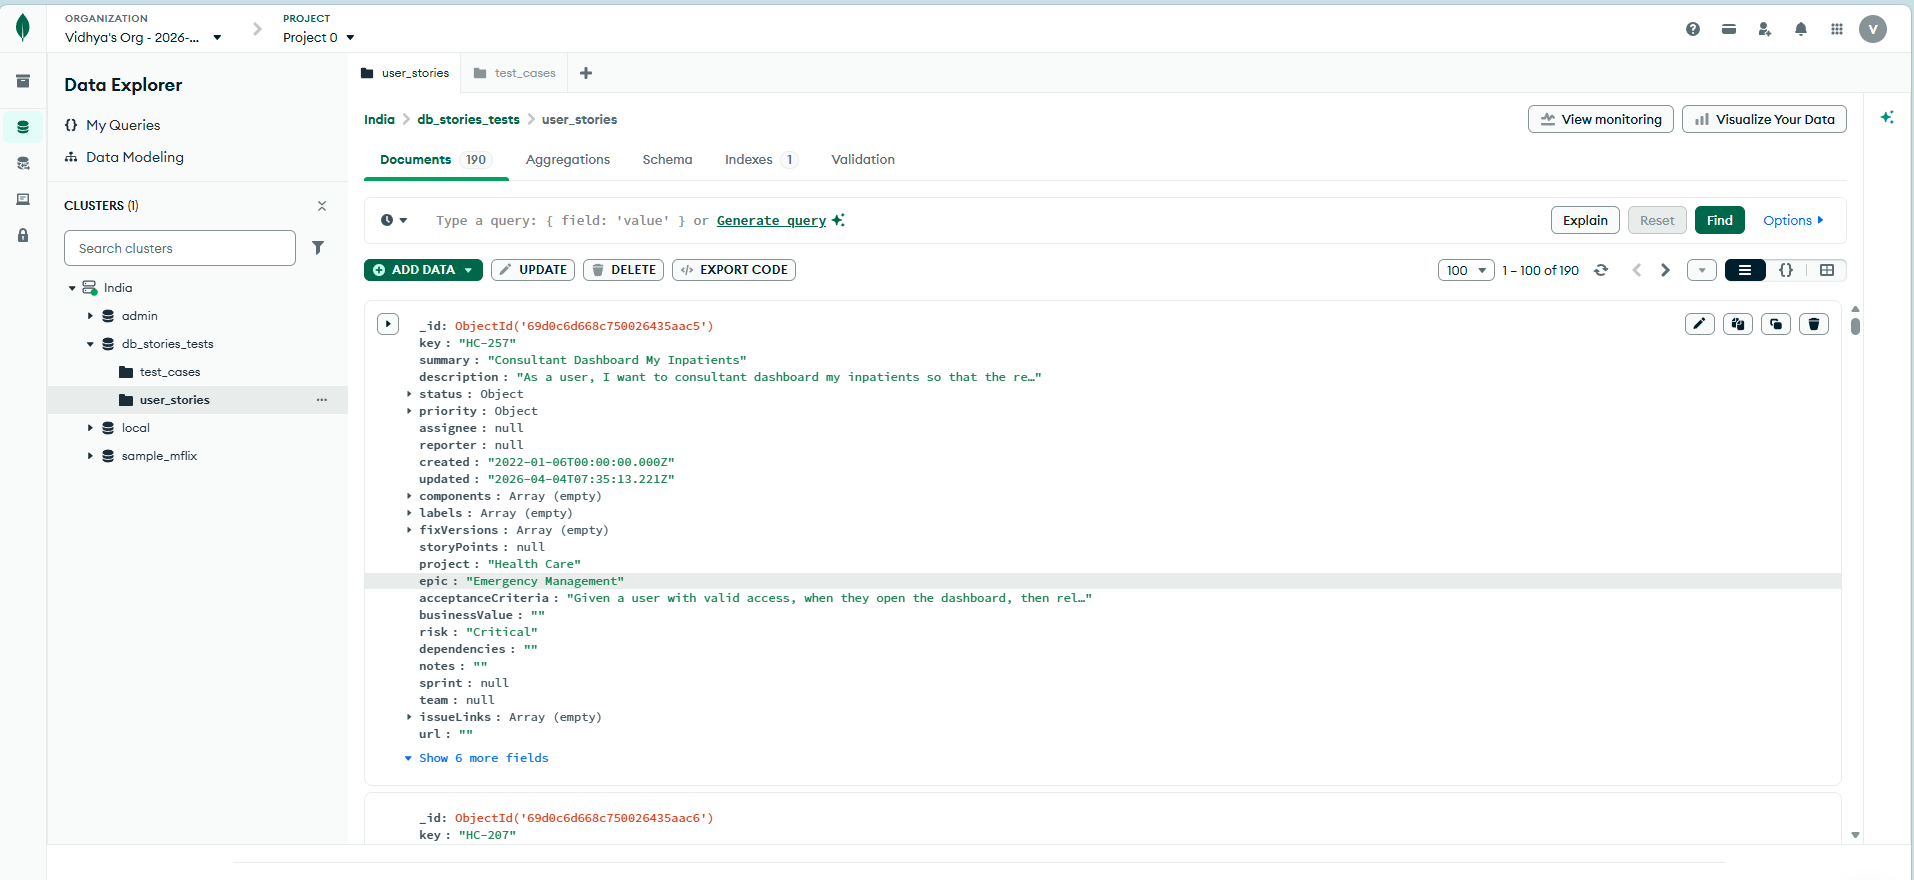 ORGANIZATION
Vidhya's Org - 2026-...
PROJECT
Project 0
V
Data Explorer
My Queries
Data Modeling
CLUSTERS (1)
Search clusters
India
admin
db_stories_tests
test_cases
user_stories
local
sample_mflix
user_stories
test_cases
India > db_stories_tests > user_stories
View monitoring
Visualize Your Data
Documents 190
Aggregations
Schema
Indexes 1
Validation
Type a query: { field: 'value' } or Generate query
Explain
Reset
Find
Options
ADD DATA
UPDATE
DELETE
EXPORT CODE
100
1 – 100 of 190
_id: ObjectId('69d0c6d668c750026435aac5')
key : "HC-257"
summary : "Consultant Dashboard My Inpatients"
description : "As a user, I want to consultant dashboard my inpatients so that the re…"
status : Object
priority : Object
assignee : null
reporter : null
created : "2022-01-06T00:00:00.000Z"
updated : "2026-04-04T07:35:13.221Z"
components : Array (empty)
labels : Array (empty)
fixVersions : Array (empty)
storyPoints : null
project : "Health Care"
epic : "Emergency Management"
acceptanceCriteria : "Given a user with valid access, when they open the dashboard, then rel…"
businessValue : ""
risk : "Critical"
dependencies : ""
notes : ""
sprint : null
team : null
issueLinks : Array (empty)
url : ""
Show 6 more fields
_id: ObjectId('69d0c6d668c750026435aac6')
key : "HC-207"